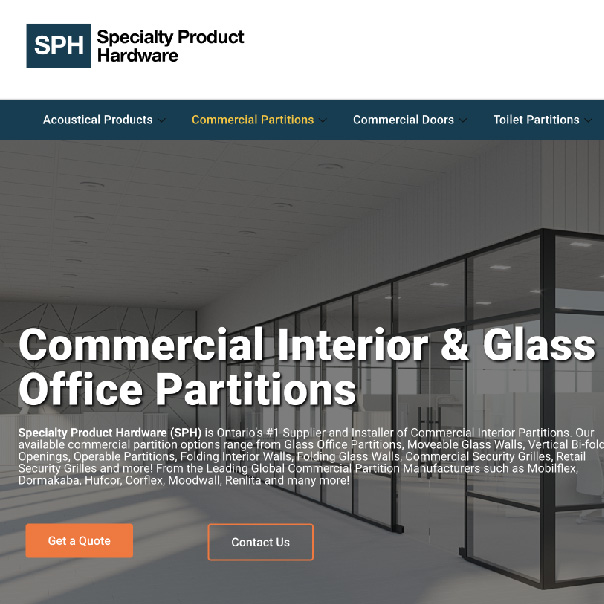 SPH
Specialty Product
Hardware
Acoustical Products
Commercial Partitions
Commercial Doors
Toilet Partitions
Commercial Interior & Glass
Office Partitions
Specialty Product Hardware (SPH) is Ontario's #1 Supplier and Installer of Commercial Interior Partitions. Our
available commercial partition options range from Glass Office Partitions, Moveable Glass Walls, Vertical Bi-fold
Openings, Operable Partitions, Folding Interior Walls, Folding Glass Walls, Commercial Security Grilles, Retail
Security Grilles and more! From the Leading Global Commercial Partition Manufacturers such as Mobilflex,
Dormakaba, Hufcor, Corflex, Moodwall, Renlita and many more!
Get a Quote
Contact Us